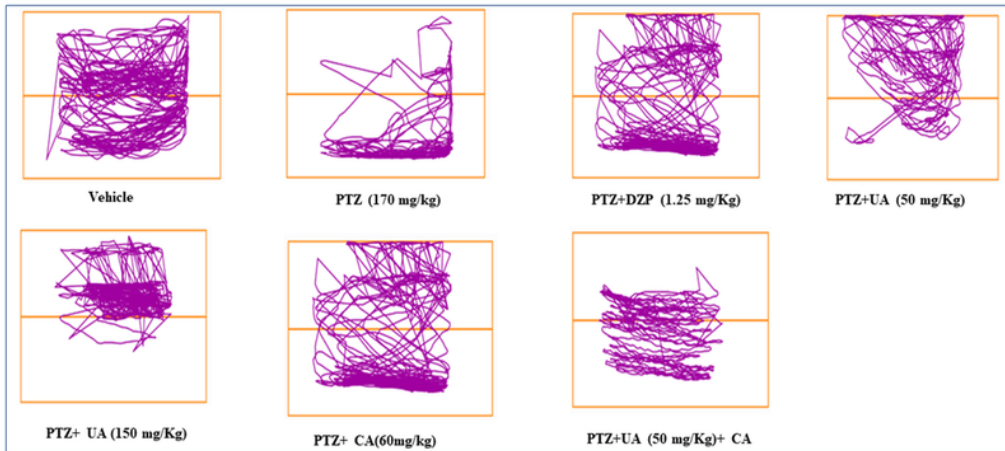 Vehicle
PTZ (170 mg/kg)
PTZ+DZP (1.25 mg/Kg)
PTZ+UA (50 mg/Kg)
PTZ+ UA (150 mg/Kg)
PTZ+ CA(60mg/kg)
PTZ+UA (50 mg/Kg)+ CA